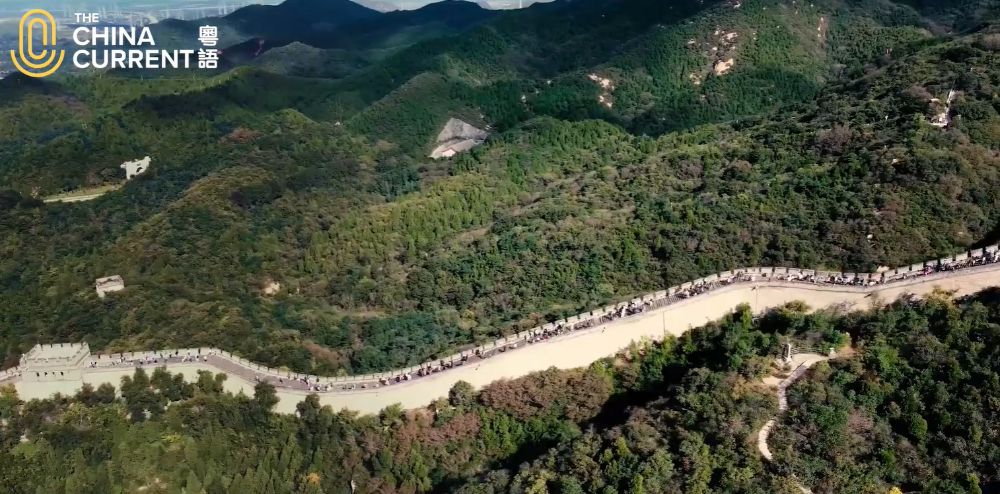 THE
CHINA
CURRENT
粵語